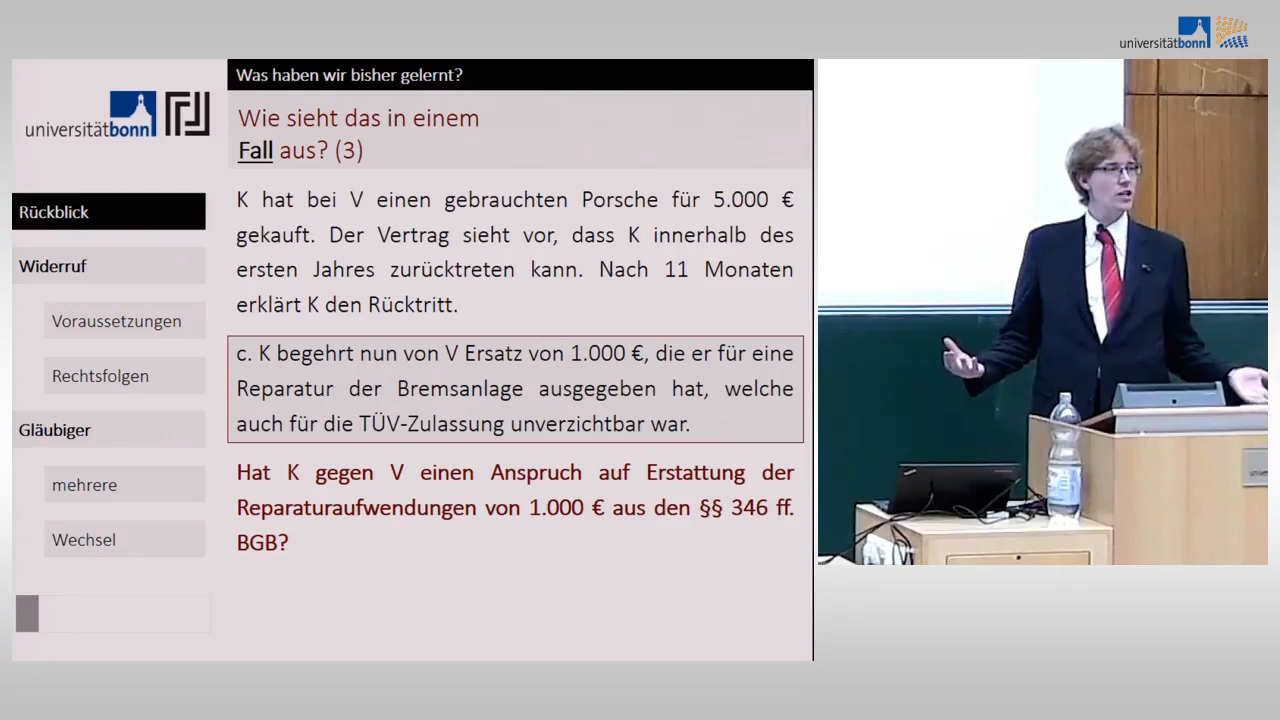 universitätbonn
Was haben wir bisher gelernt?
universitätbonn
Wie sieht das in einem
Fall aus? (3)
Rückblick
Widerruf
Voraussetzungen
Rechtsfolgen
Gläubiger
mehrere
Wechsel
K hat bei V einen gebrauchten Porsche für 5.000 €
gekauft. Der Vertrag sieht vor, dass K innerhalb des
ersten Jahres zurücktreten kann. Nach 11 Monaten
erklärt K den Rücktritt.
c. K begehrt nun von V Ersatz von 1.000 €, die er für eine
Reparatur der Bremsanlage ausgegeben hat, welche
auch für die TÜV-Zulassung unverzichtbar war.
Hat K gegen V einen Anspruch auf Erstattung der
Reparaturaufwendungen von 1.000 € aus den §§ 346 ff.
BGB?